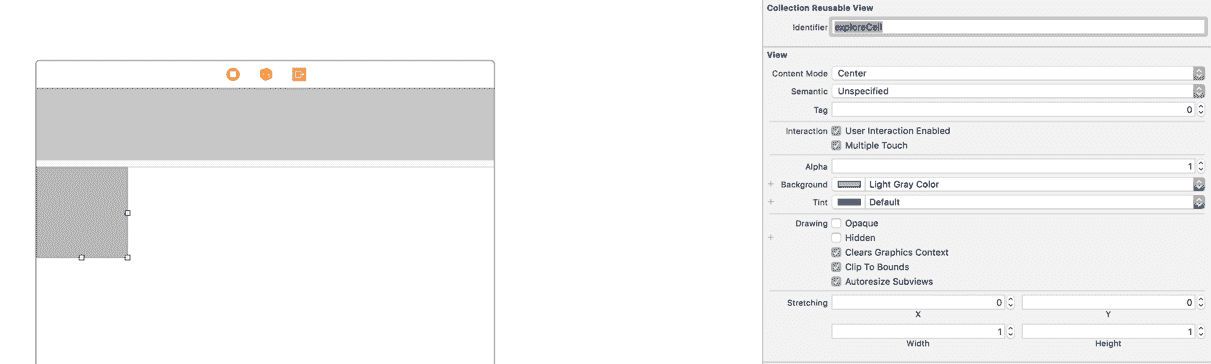 Collection Reusable View
Identifier exploreCell
View
Content Mode Center
Semantic Unspecified
Tag 0
Interaction User Interaction Enabled
Multiple Touch
Alpha 1
+ Background Light Gray Color
+ Tint Default
Drawing Opaque
+ Hidden
Clears Graphics Context
Clip To Bounds
Autoresize Subviews
Stretching 0 0
X Y
1 1
Width Height